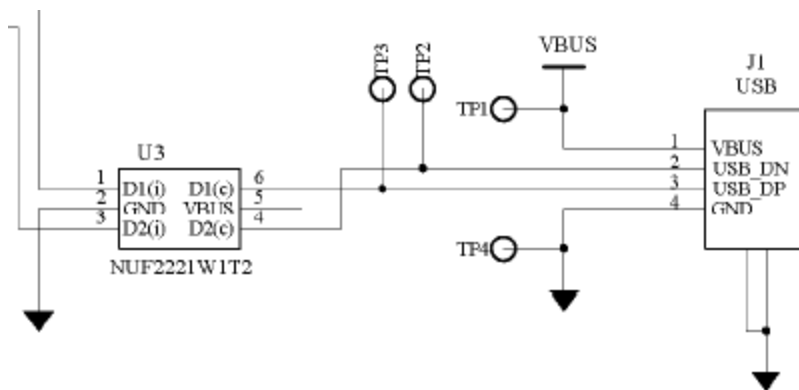 TP3
TP2
VBUS
J1
USB
TP1
U3
1
VBUS
2
USB_DN
3
USB_DP
4
GND
1
D1(i)
D1(c)
6
2
GND
VBUS
5
3
D2(i)
D2(c)
4
TP4
NUF2221W1T2